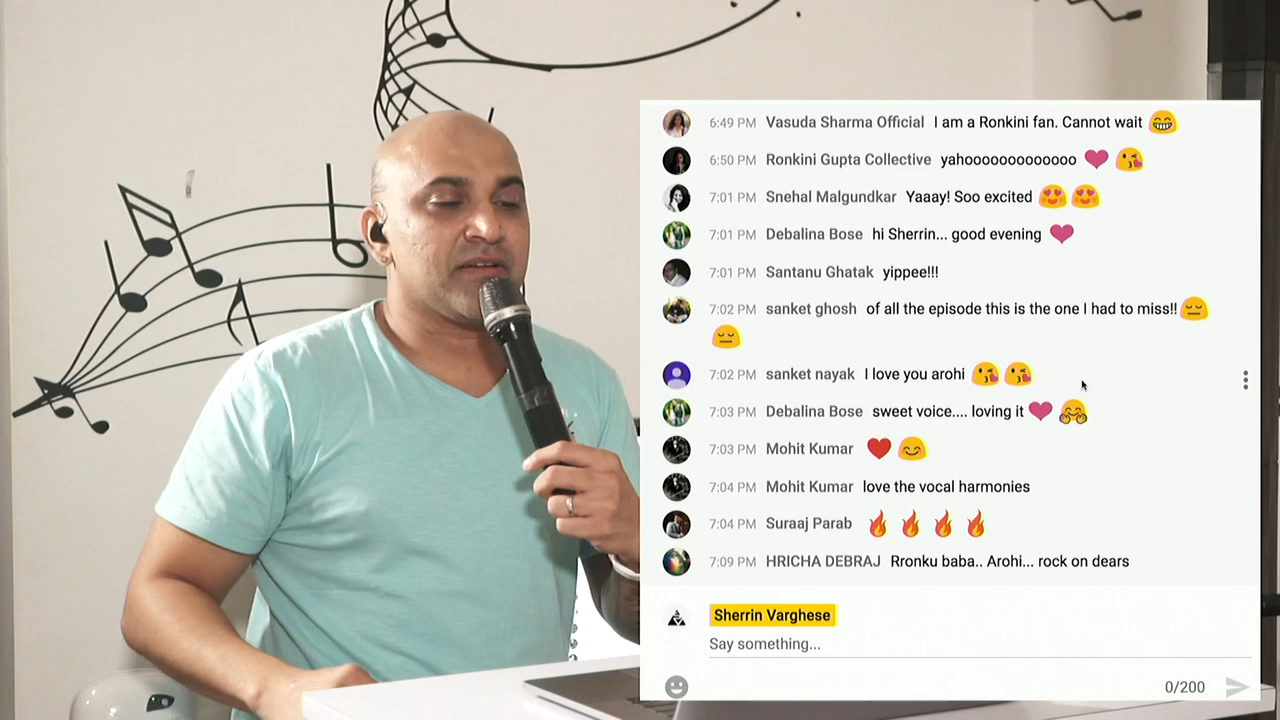 6:49 PM Vasuda Sharma Official I am a Ronkini fan. Cannot wait 😁
6:50 PM Ronkini Gupta Collective yahooooooooooooo ❤ 😘
7:01 PM Snehal Malgundkar Yaaay! Soo excited 😍 😍
7:01 PM Debalina Bose hi Sherrin... good evening ❤
7:01 PM Santanu Ghatak yippee!!!
7:02 PM sanket ghosh of all the episode this is the one I had to miss!! 😔
😔
7:02 PM sanket nayak I love you arohi 😘 😘
7:03 PM Debalina Bose sweet voice.... loving it ❤ 🤗
7:03 PM Mohit Kumar ❤ 😊
7:04 PM Mohit Kumar love the vocal harmonies
7:04 PM Suraaj Parab 🔥 🔥 🔥 🔥
7:09 PM HRICHA DEBRAJ Rronku baba.. Arohi... rock on dears
Sherrin Varghese
Say something...
0/200